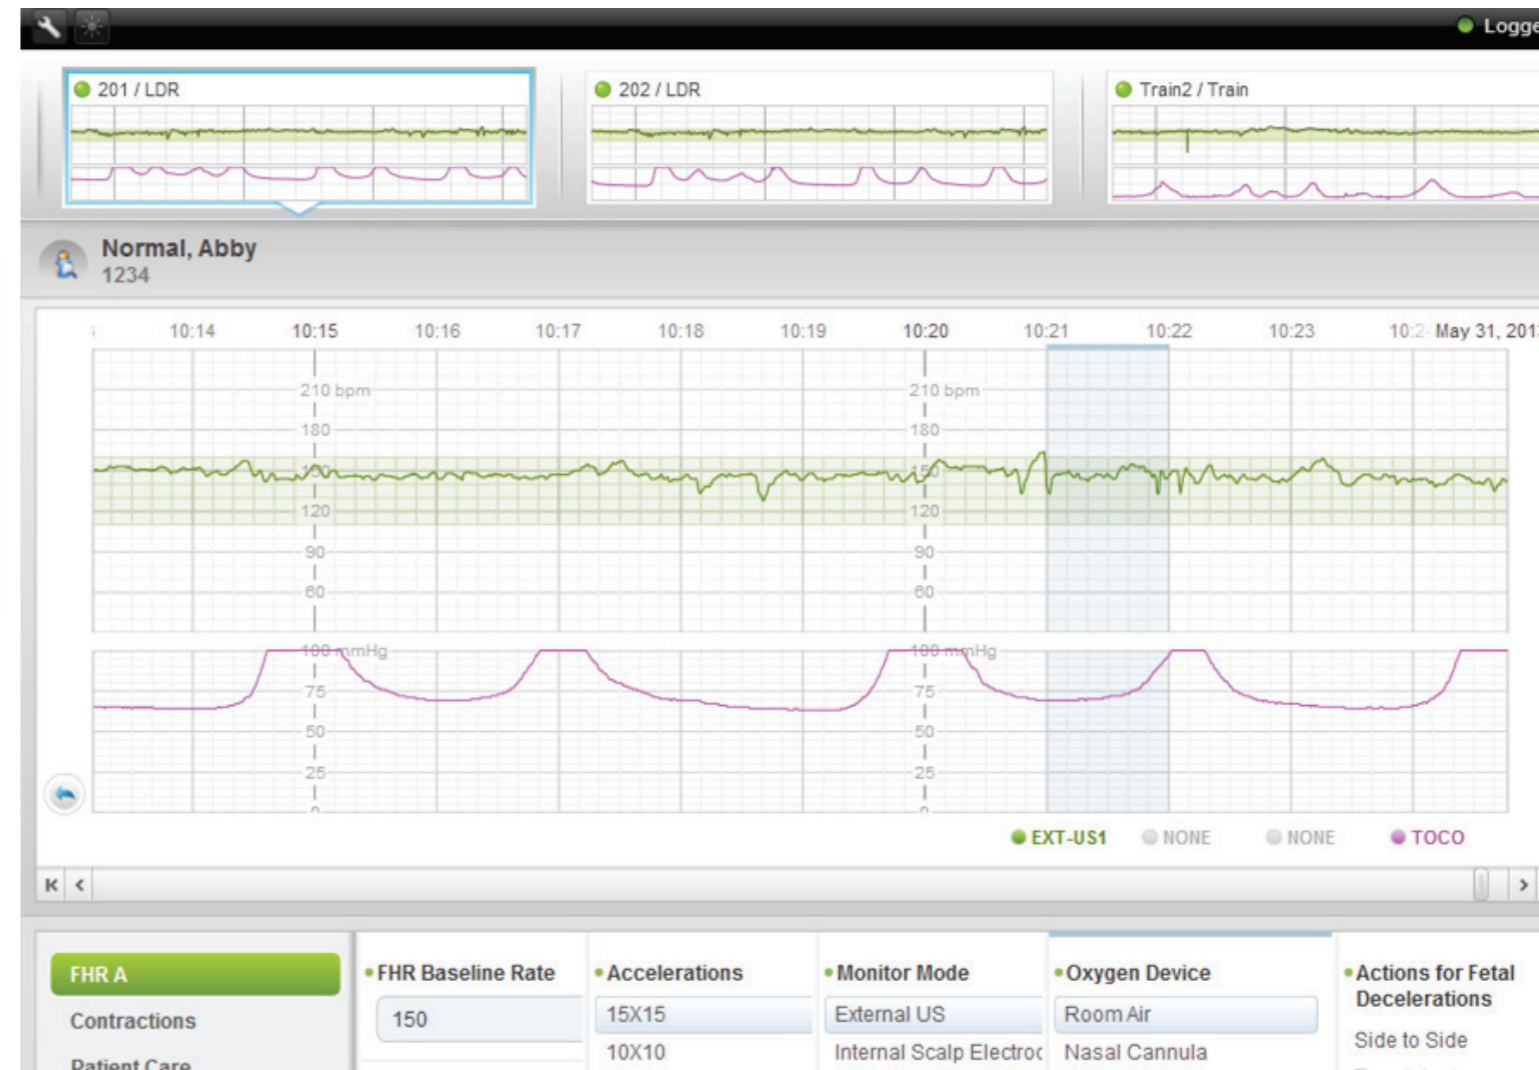 Logge
201 / LDR
202 / LDR
Train2 / Train
Normal, Abby
1234
10:14 10:15 10:16 10:17 10:18 10:19 10:20 10:21 10:22 10:23 10:2 May 31, 201
210 bpm 210 bpm
180 180
150 150
120 120
90 90
60 60
100 mmHg 100 mmHg
75 75
50 50
25 25
0 0
EXT-US1 NONE NONE TOCO
FHR A
Contractions
Patient Care
FHR Baseline Rate
150
Accelerations
15X15
10X10
Monitor Mode
External US
Internal Scalp Electroc
Oxygen Device
Room Air
Nasal Cannula
Actions for Fetal
Decelerations
Side to Side